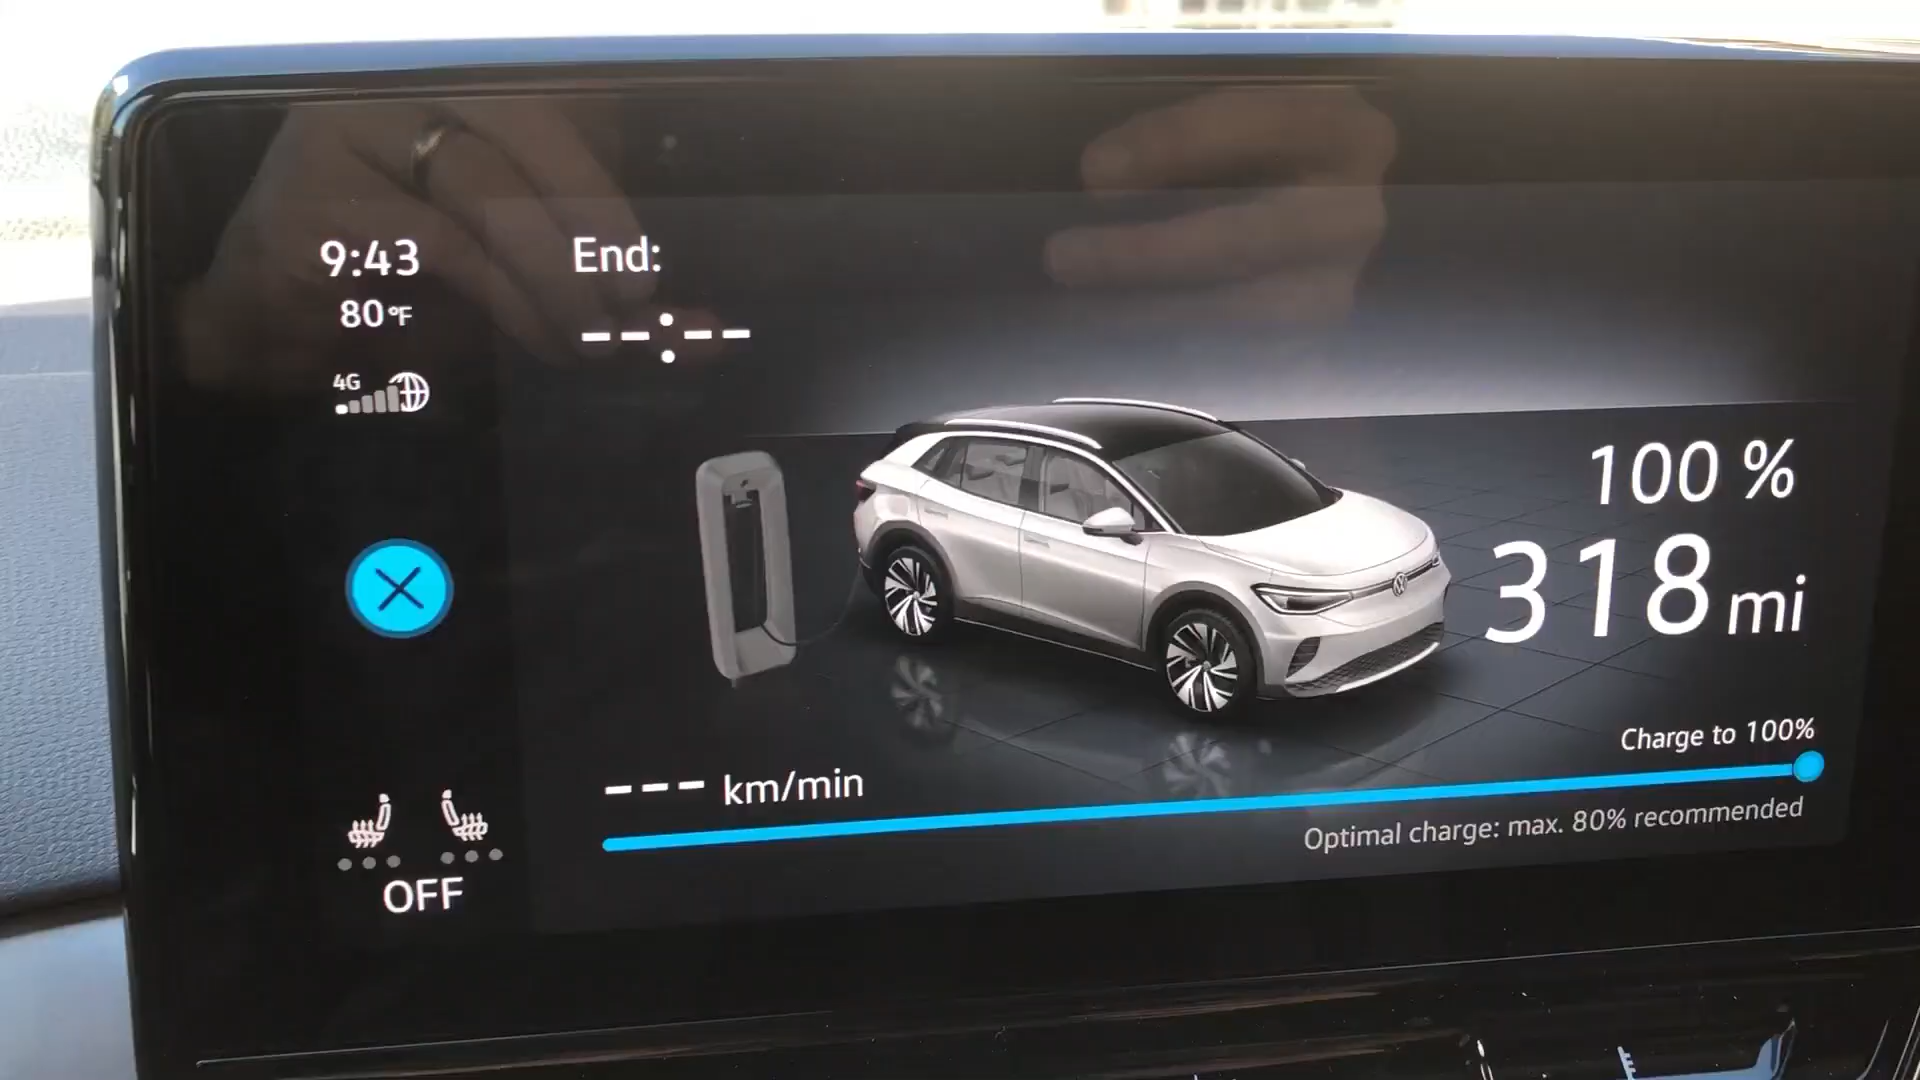 9:43
80°F
4G
End:
--:--
100 %
318 mi
Charge to 100%
--- km/min
Optimal charge: max. 80% recommended
OFF